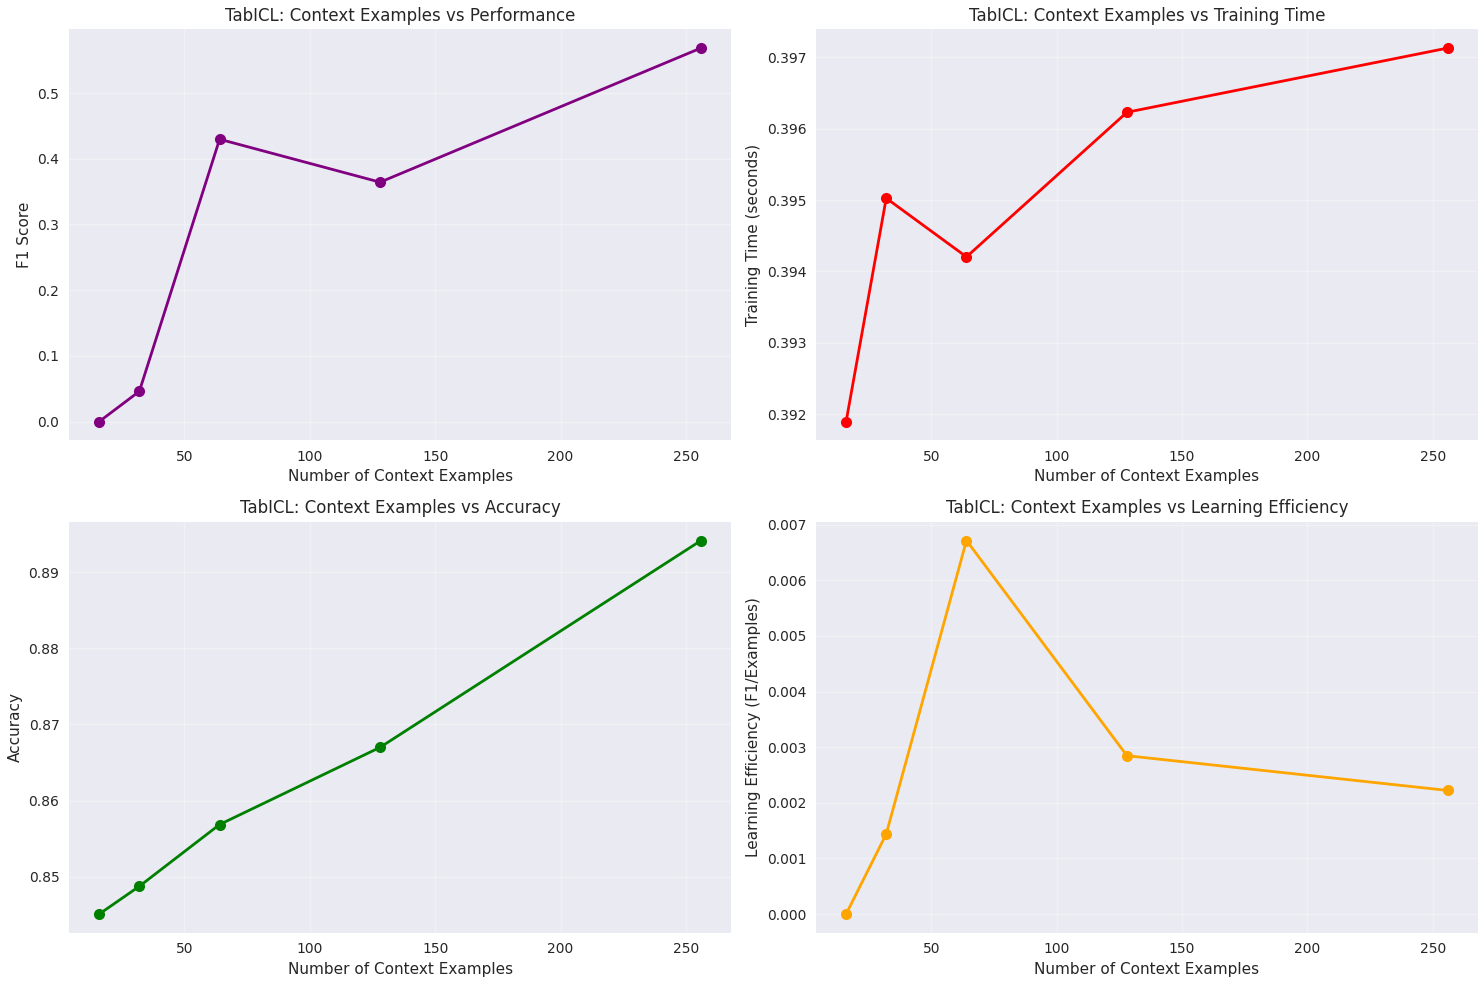 TabICL: Context Examples vs Performance
F1 Score
0.5
0.4
0.3
0.2
0.1
0.0
50 100 150 200 250
Number of Context Examples
TabICL: Context Examples vs Training Time
Training Time (seconds)
0.397
0.396
0.395
0.394
0.393
0.392
50 100 150 200 250
Number of Context Examples
TabICL: Context Examples vs Accuracy
Accuracy
0.89
0.88
0.87
0.86
0.85
50 100 150 200 250
Number of Context Examples
TabICL: Context Examples vs Learning Efficiency
Learning Efficiency (F1/Examples)
0.007
0.006
0.005
0.004
0.003
0.002
0.001
0.000
50 100 150 200 250
Number of Context Examples